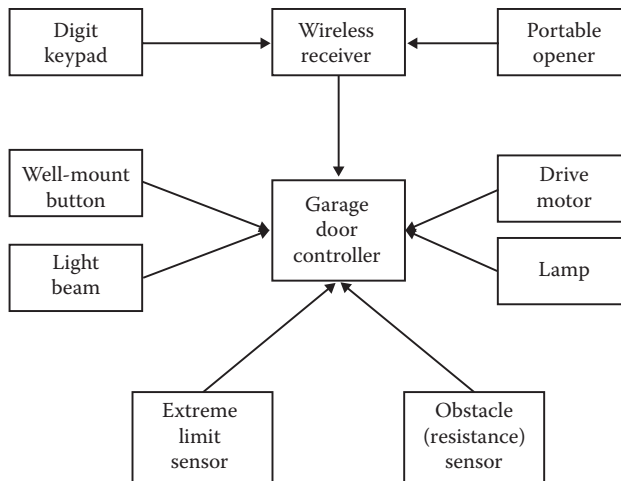 Digit
keypad
Wireless
receiver
Portable
opener
Well-mount
button
Garage
door
controller
Drive
motor
Light
beam
Lamp
Extreme
limit
sensor
Obstacle
(resistance)
sensor